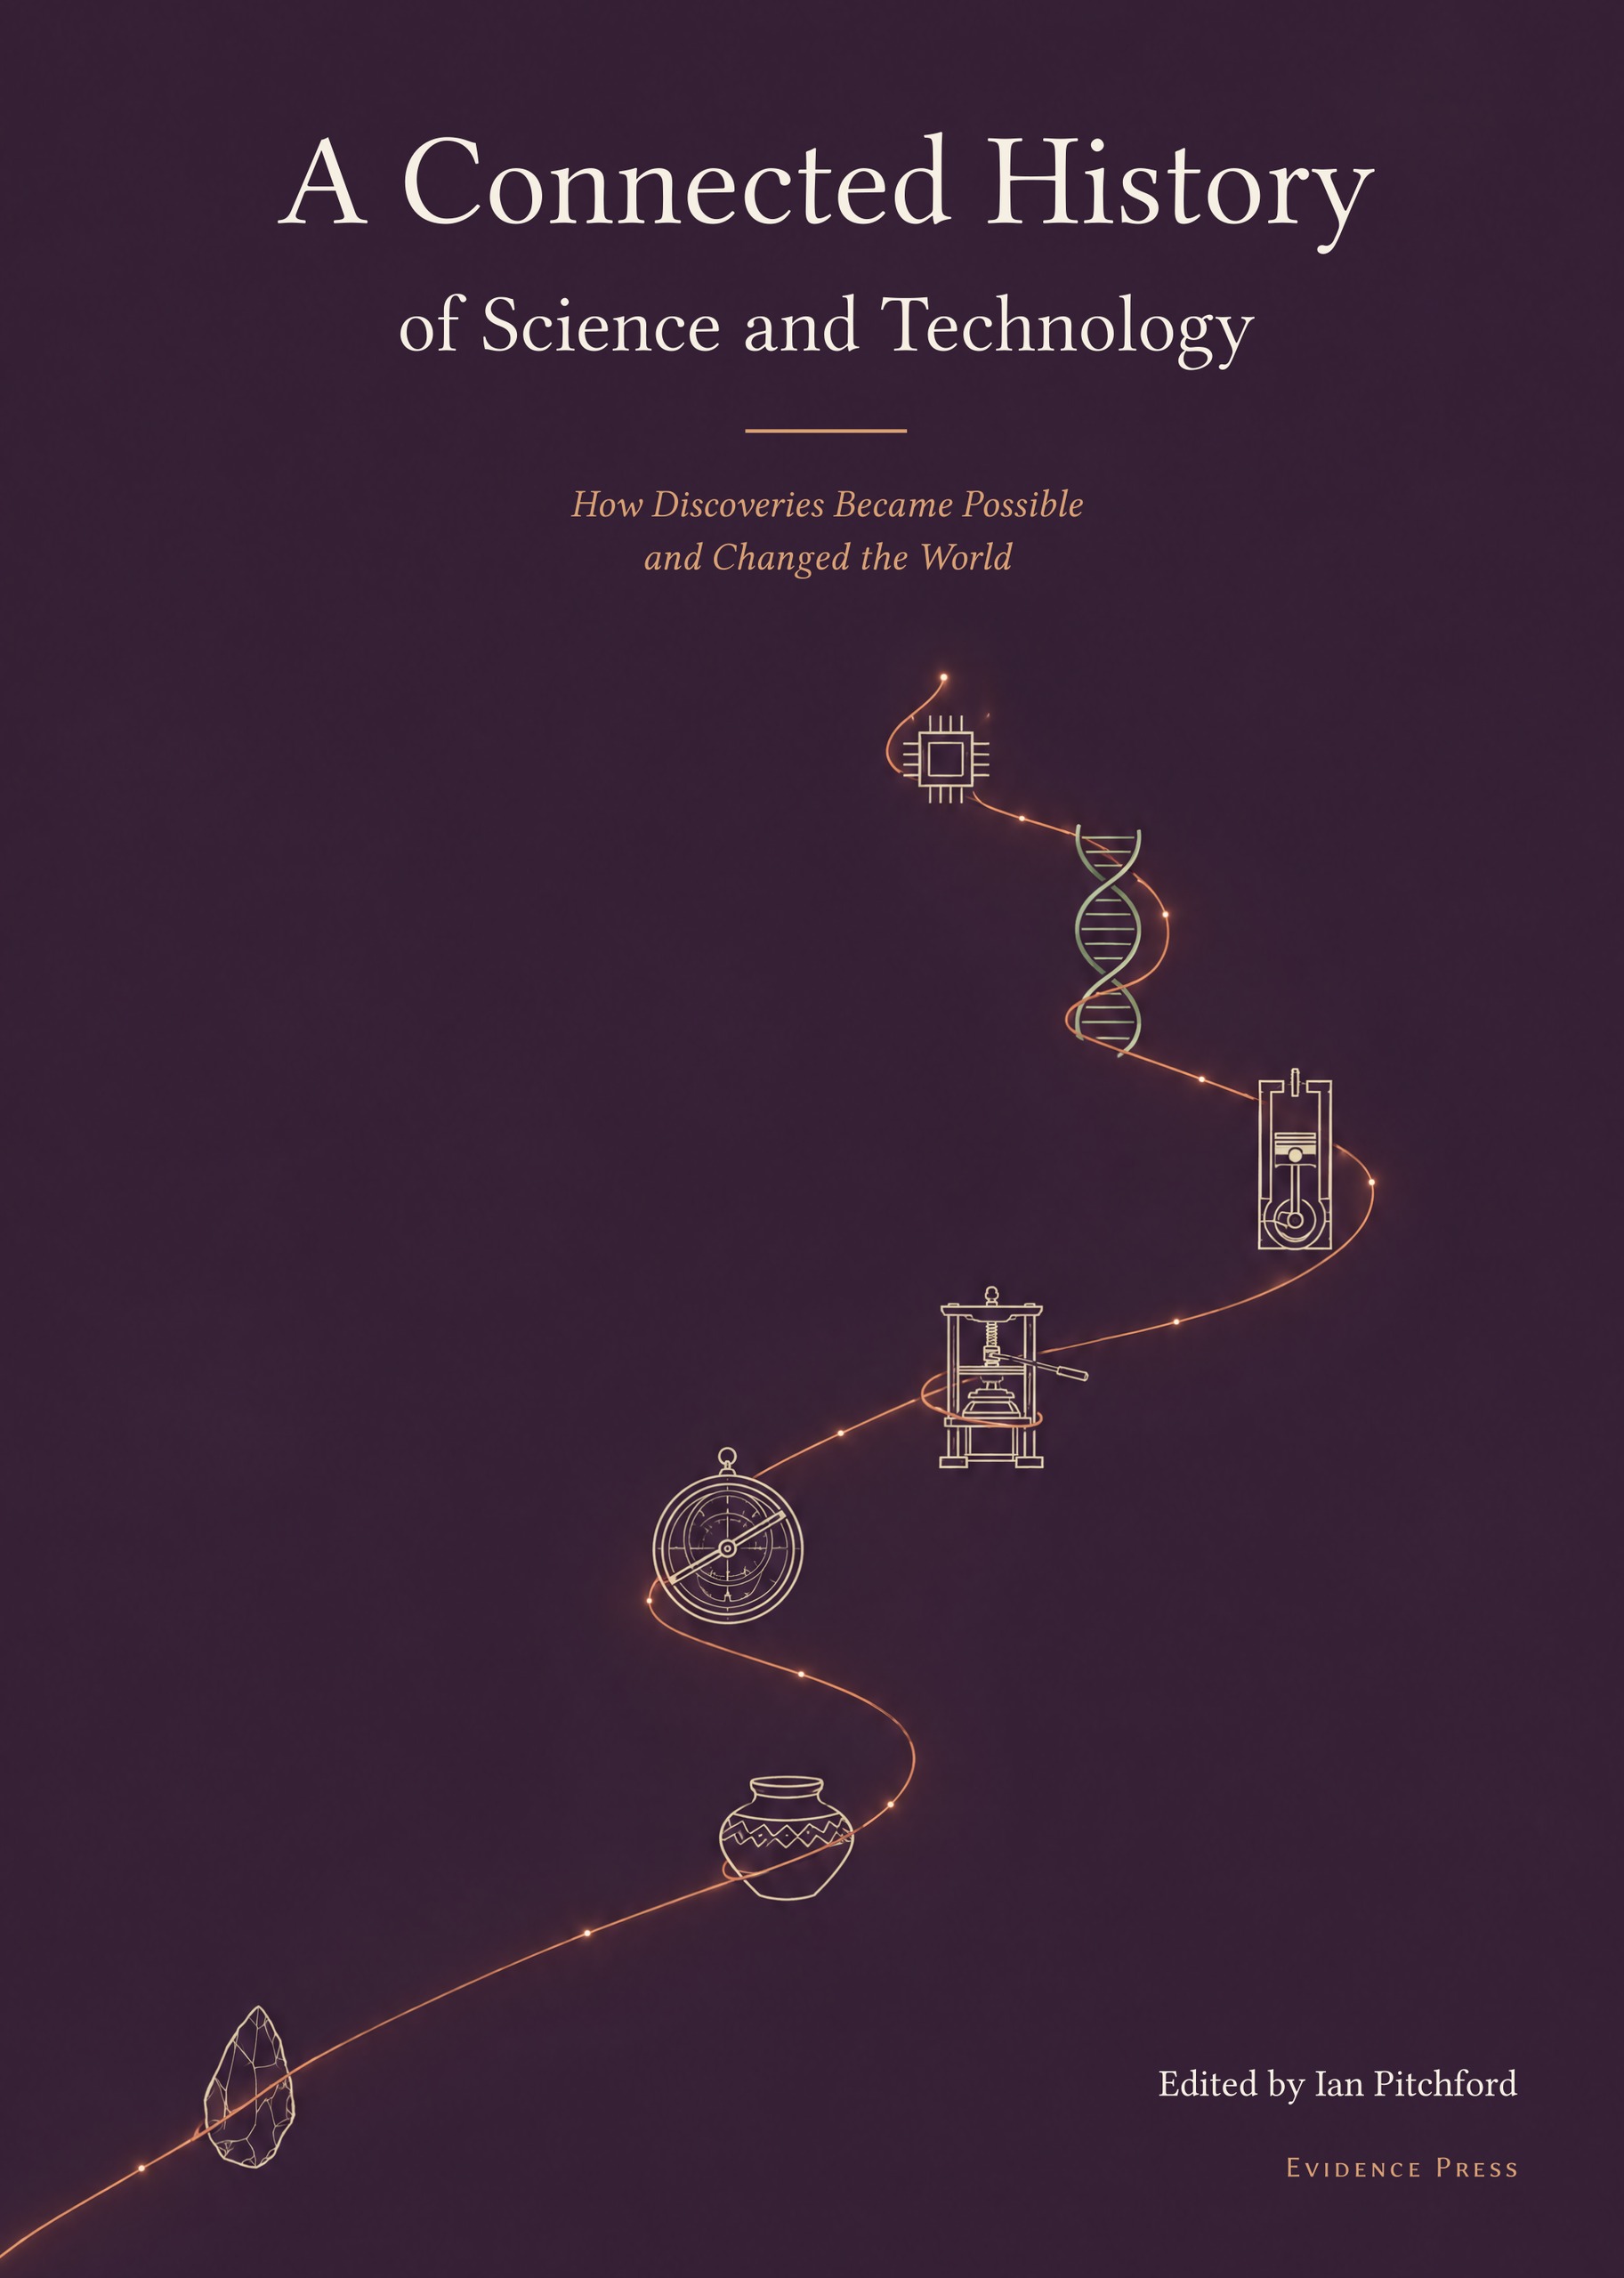 A Connected History
of Science and Technology
How Discoveries Became Possible
and Changed the World
Edited by Ian Pitchford
Evidence Press